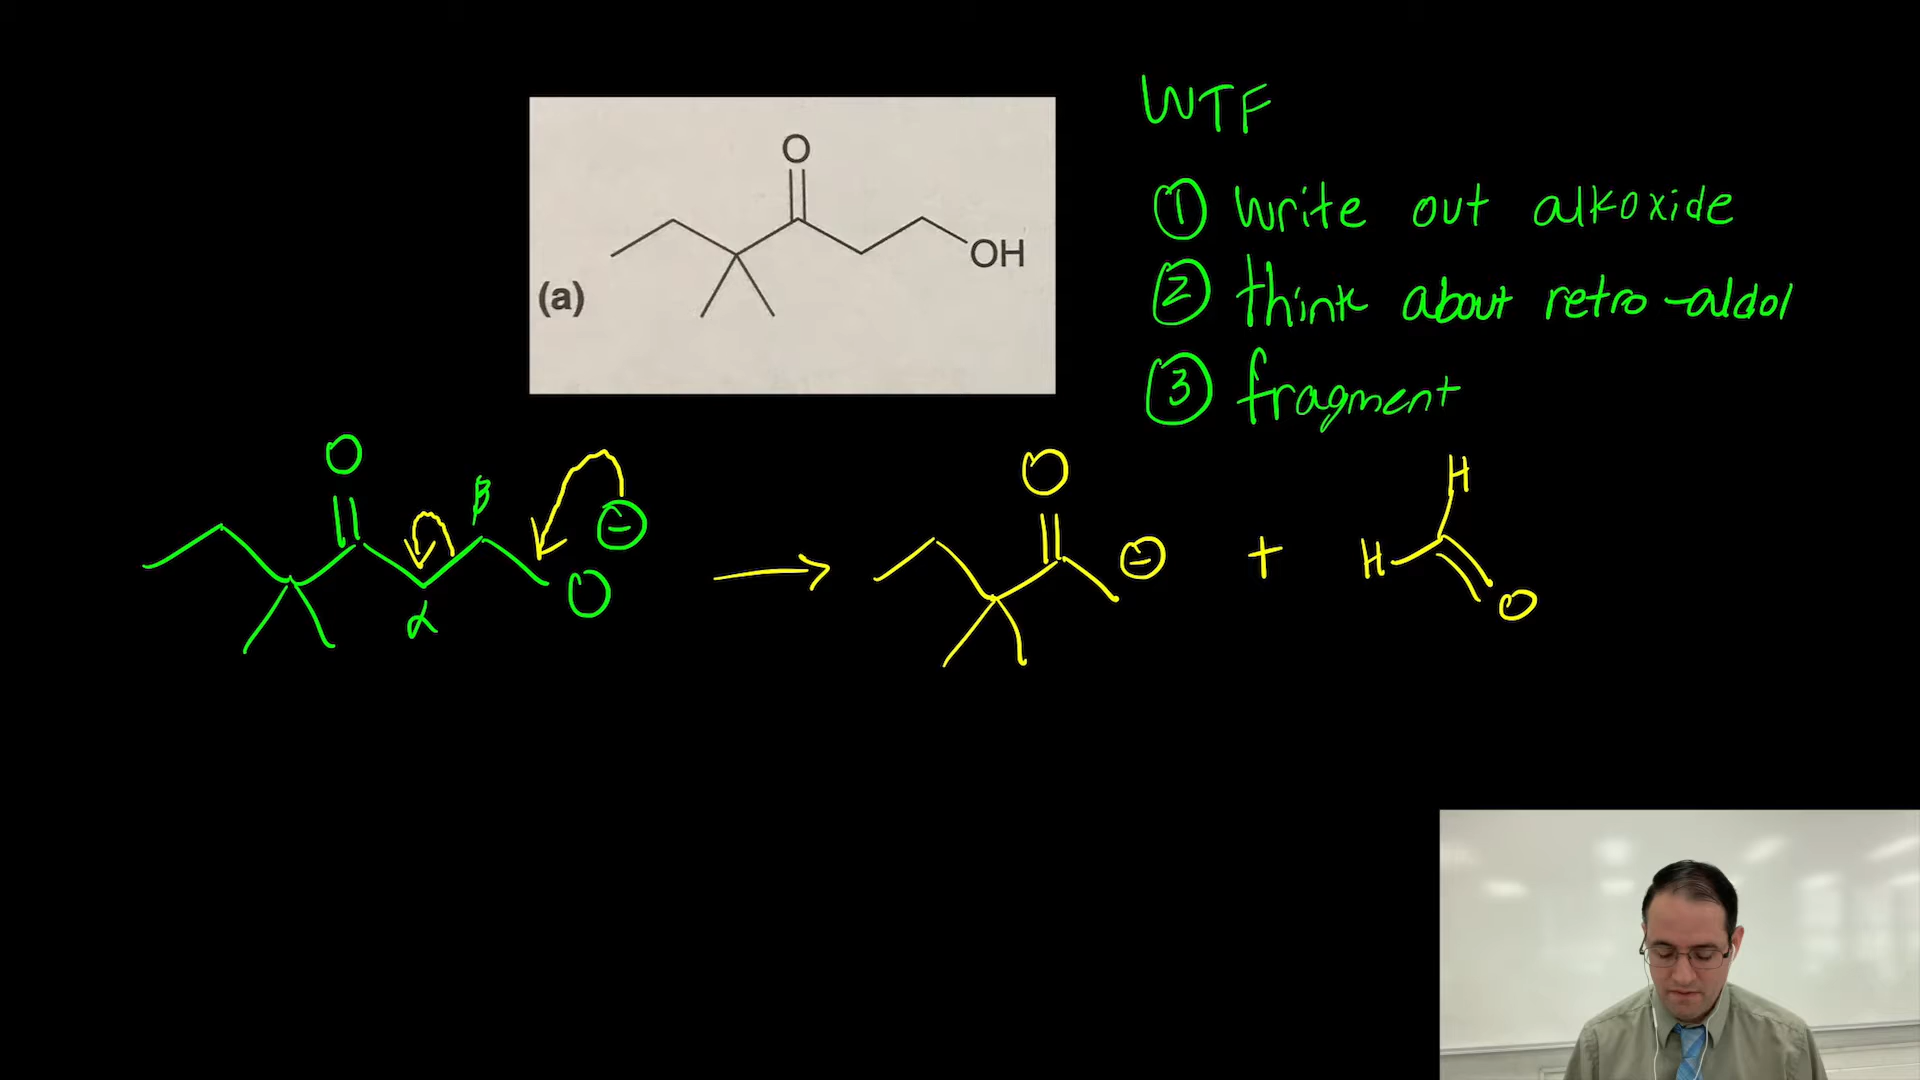 WTF
① write out alkoxide
② think about retro-aldol
③ fragment
O
OH
(a)
O
β
⊖
O
α
O
⊖
+
H
H
O